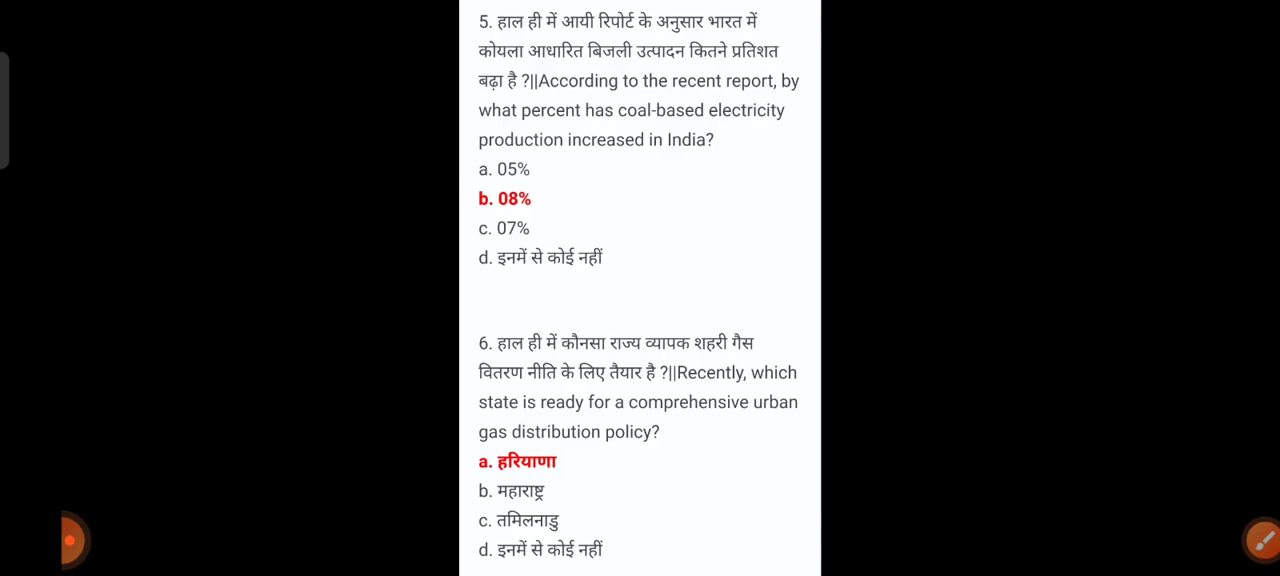 5. हाल ही में आयी रिपोर्ट के अनुसार भारत में
कोयला आधारित बिजली उत्पादन कितने प्रतिशत
बढ़ा है ?||According to the recent report, by
what percent has coal-based electricity
production increased in India?
a. 05%
b. 08%
c. 07%
d. इनमें से कोई नहीं
6. हाल ही में कौनसा राज्य व्यापक शहरी गैस
वितरण नीति के लिए तैयार है ?||Recently, which
state is ready for a comprehensive urban
gas distribution policy?
a. हरियाणा
b. महाराष्ट्र
c. तमिलनाडु
d. इनमें से कोई नहीं